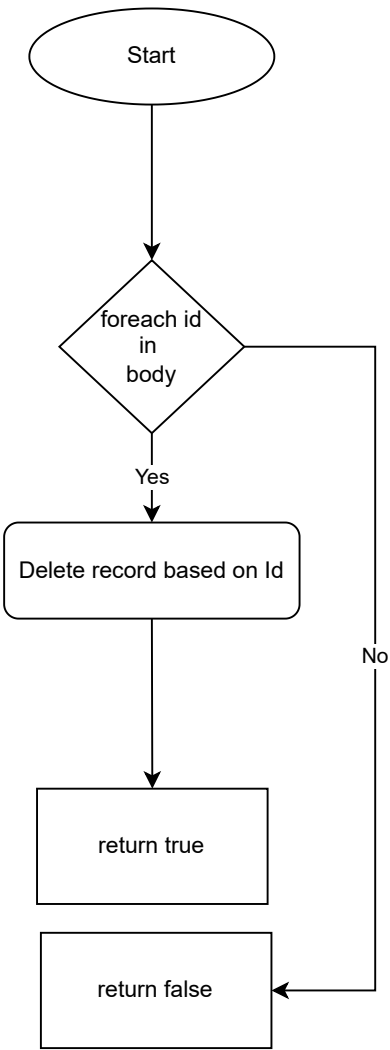 Start
foreach id
in
body
Yes
Delete record based on Id
No
return true
return false